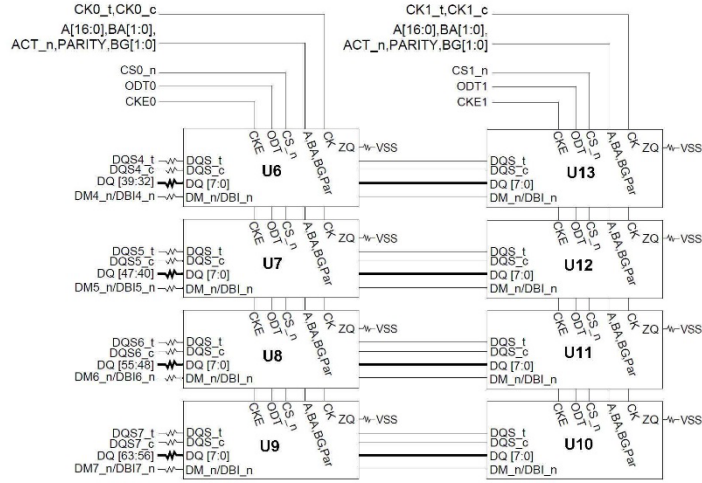 CK0_t,CK0_c
A[16:0],BA[1:0],
ACT_n,PARITY,BG[1:0]
CS0_n
ODT0
CKE0
CK1_t,CK1_c
A[16:0],BA[1:0],
ACT_n,PARITY,BG[1:0]
CS1_n
ODT1
CKE1
CKE ODT CS_n A,BA,BG,Par CK ZQ VSS
DQS4_t DQS_t
DQS4_c DQS_c
DQ [39:32] DQ [7:0]
DM4_n/DBI4_n DM_n/DBI_n
U6
CKE ODT CS_n A,BA,BG,Par CK ZQ VSS
DQS_t
DQS_c
DQ [7:0]
DM_n/DBI_n
U13
CKE ODT CS_n A,BA,BG,Par CK ZQ VSS
DQS5_t DQS_t
DQS5_c DQS_c
DQ [47:40] DQ [7:0]
DM5_n/DBI5_n DM_n/DBI_n
U7
CKE ODT CS_n A,BA,BG,Par CK ZQ VSS
DQS_t
DQS_c
DQ [7:0]
DM_n/DBI_n
U12
CKE ODT CS_n A,BA,BG,Par CK ZQ VSS
DQS6_t DQS_t
DQS6_c DQS_c
DQ [55:48] DQ [7:0]
DM6_n/DBI6_n DM_n/DBI_n
U8
CKE ODT CS_n A,BA,BG,Par CK ZQ VSS
DQS_t
DQS_c
DQ [7:0]
DM_n/DBI_n
U11
CKE ODT CS_n A,BA,BG,Par CK ZQ VSS
DQS7_t DQS_t
DQS7_c DQS_c
DQ [63:56] DQ [7:0]
DM7_n/DBI7_n DM_n/DBI_n
U9
CKE ODT CS_n A,BA,BG,Par CK ZQ VSS
DQS_t
DQS_c
DQ [7:0]
DM_n/DBI_n
U10